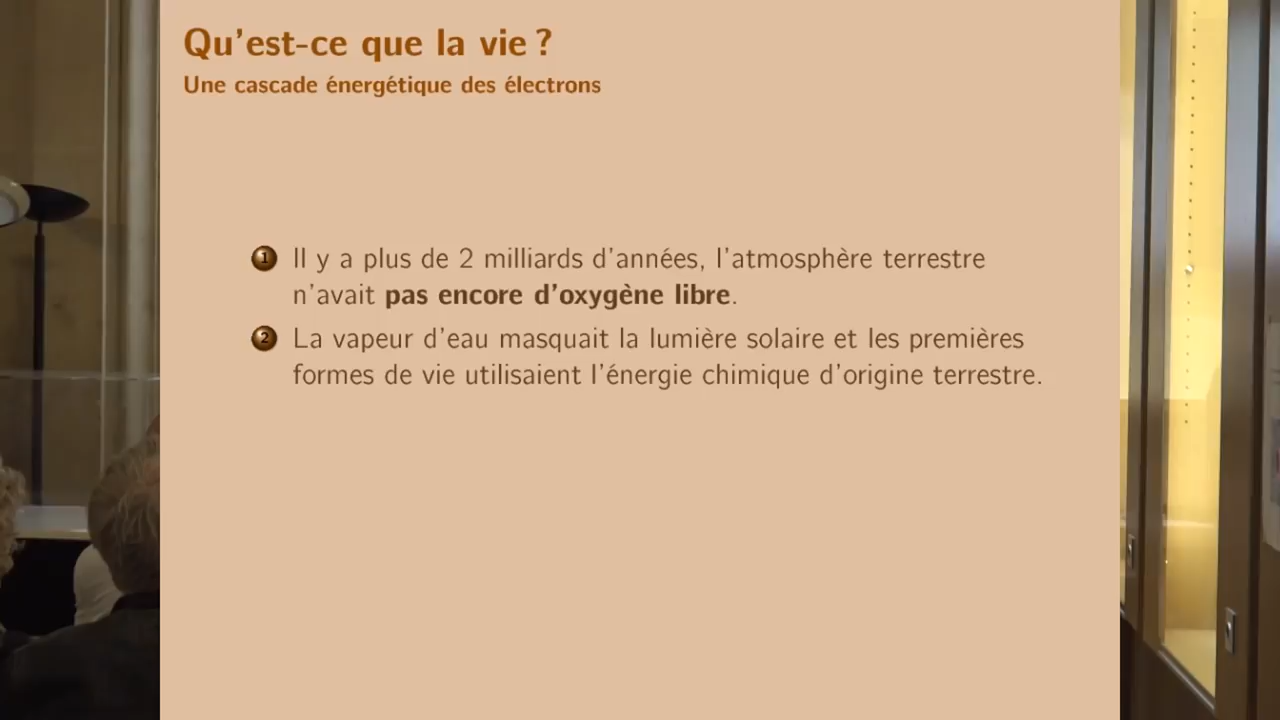 Qu'est-ce que la vie ?
Une cascade énergétique des électrons
1 Il y a plus de 2 milliards d'années, l'atmosphère terrestre
n'avait pas encore d'oxygène libre.
2 La vapeur d'eau masquait la lumière solaire et les premières
formes de vie utilisaient l'énergie chimique d'origine terrestre.